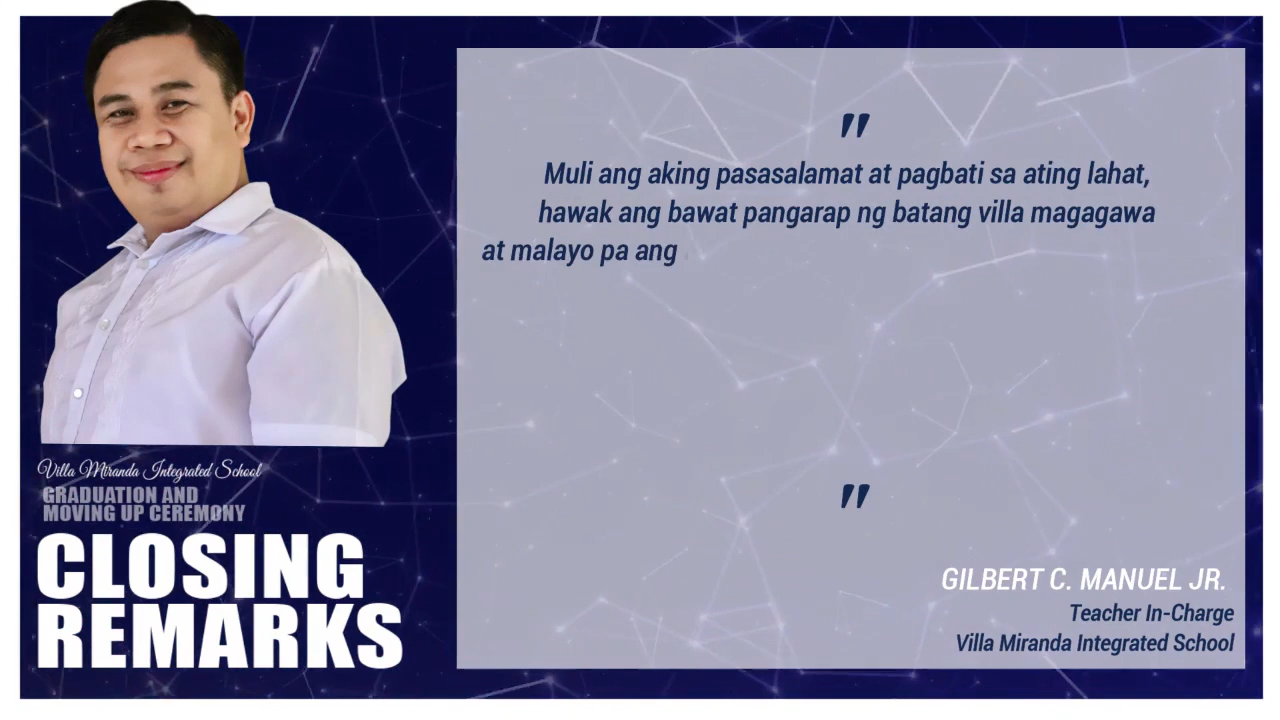 "
Muli ang aking pasasalamat at pagbati sa ating lahat,
hawak ang bawat pangarap ng batang villa magagawa
at malayo pa ang
"
GILBERT C. MANUEL JR.
Teacher In-Charge
Villa Miranda Integrated School
Villa Miranda Integrated School
GRADUATION AND
MOVING UP CEREMONY
CLOSING
REMARKS